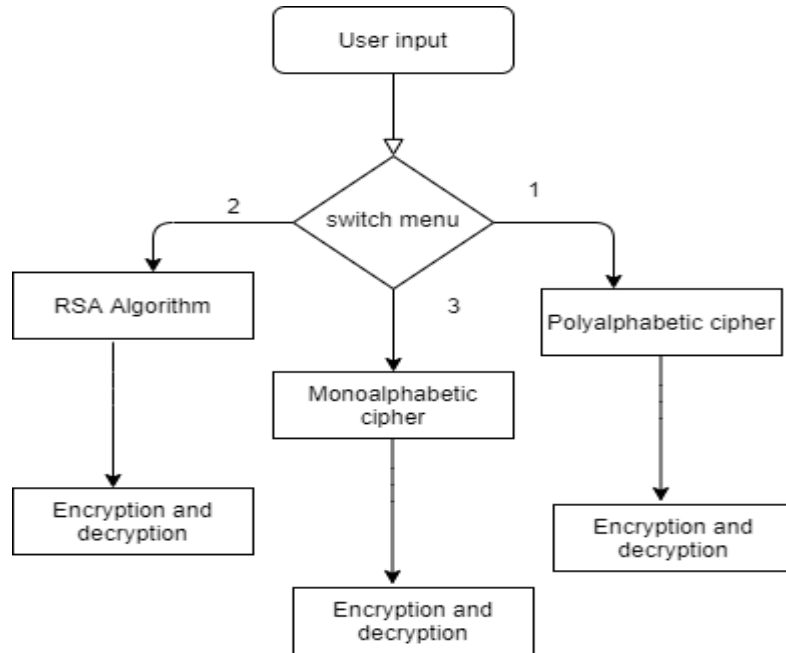 User input
switch menu
1
2
3
RSA Algorithm
Polyalphabetic cipher
Monoalphabetic
cipher
Encryption and
decryption
Encryption and
decryption
Encryption and
decryption